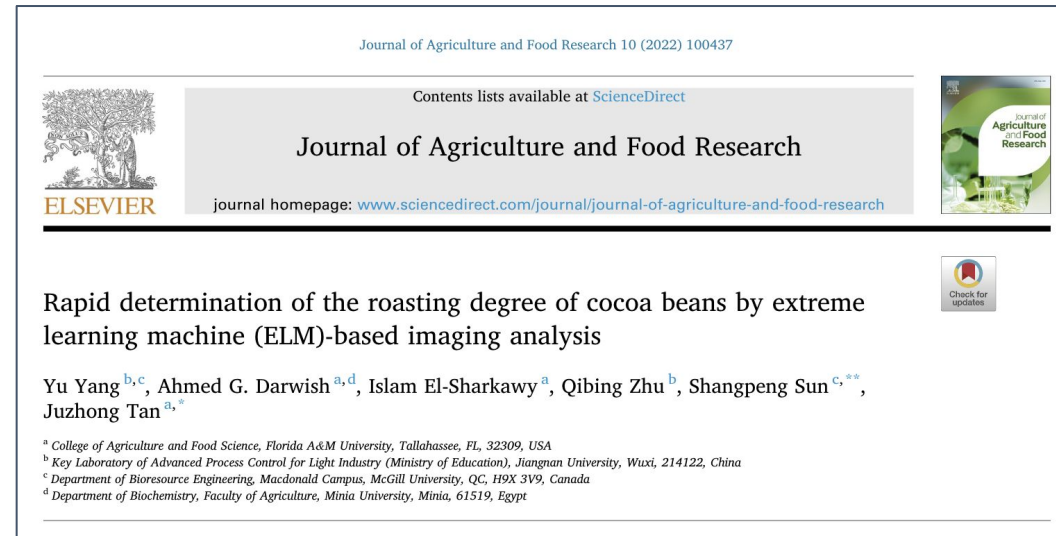 Journal of Agriculture and Food Research 10 (2022) 100437
Contents lists available at ScienceDirect
Journal of Agriculture and Food Research
journal homepage: www.sciencedirect.com/journal/journal-of-agriculture-and-food-research
ELSEVIER
Journal of
Agriculture
and Food
Research
Check for
updates
Rapid determination of the roasting degree of cocoa beans by extreme
learning machine (ELM)-based imaging analysis
Yu Yang b,c, Ahmed G. Darwish a,d, Islam El-Sharkawy a, Qibing Zhu b, Shangpeng Sun c,**,
Juzhong Tan a,*
a College of Agriculture and Food Science, Florida A&M University, Tallahassee, FL, 32309, USA
b Key Laboratory of Advanced Process Control for Light Industry (Ministry of Education), Jiangnan University, Wuxi, 214122, China
c Department of Bioresource Engineering, Macdonald Campus, McGill University, QC, H9X 3V9, Canada
d Department of Biochemistry, Faculty of Agriculture, Minia University, Minia, 61519, Egypt